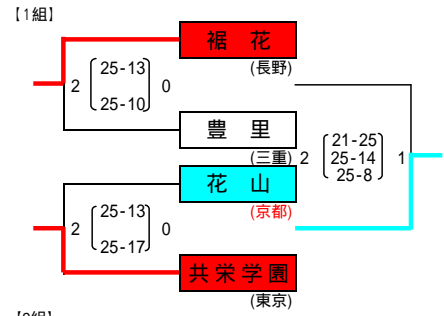 【1組】
裾 花
(長野)
2 25-13 0
25-10
豊 里
(三重)
2 21-25 1
25-14
25-8
花 山
(京都)
2 25-13 0
25-17
共栄学園
(東京)